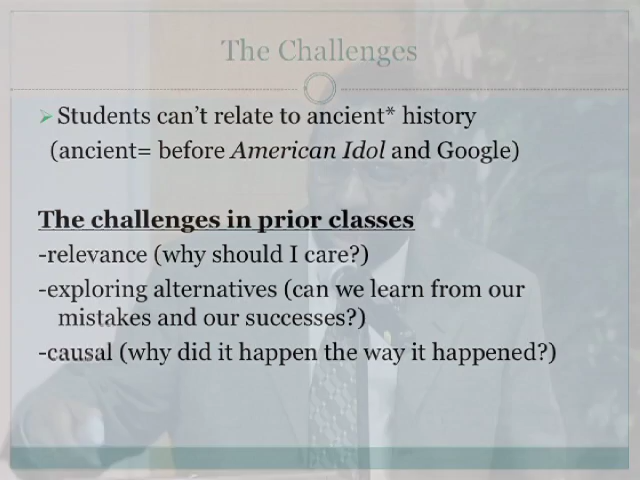 The Challenges
Students can't relate to ancient* history
(ancient= before American Idol and Google)
The challenges in prior classes
-relevance (why should I care?)
-exploring alternatives (can we learn from our
mistakes and our successes?)
-causal (why did it happen the way it happened?)